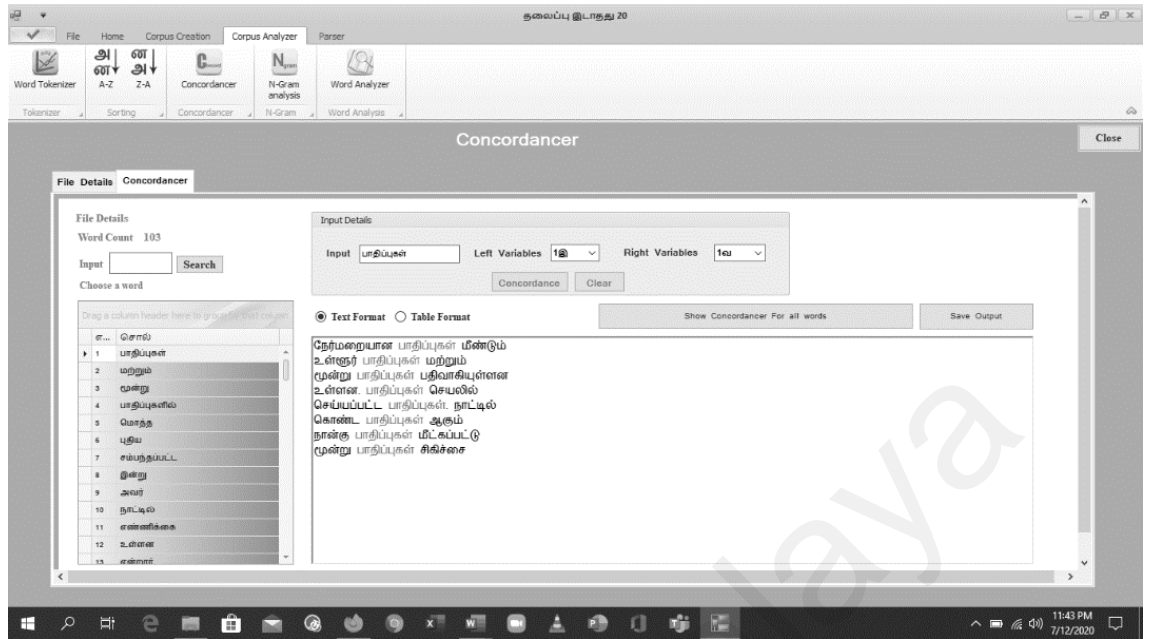 தலைப்பு இடாதது 20
File Home Corpus Creation Corpus Analyzer Parser
அ ன
ன அ
Word Tokenizer A-Z Z-A Concordancer N-Gram analysis Word Analyzer
Tokenizer Sorting Concordancer N-Gram Word Analysis
Concordancer
Close
File Details Concordancer
File Details
Word Count 103
Input Search
Choose a word
Input Details
Input பாதிப்புகள் Left Variables 1இ Right Variables 1வ
Concordance Clear
Drag a column header here to group by that column
Text Format Table Format Show Concordancer For all words Save Output
எ... சொல்
1 பாதிப்புகள்
2 மற்றும்
3 மூன்று
4 பாதிப்புகளில்
5 மொத்த
6 புதிய
7 சம்பந்தப்பட்ட...
8 இன்று
9 அவர்
10 நாட்டில்
11 எண்ணிக்கை
12 உள்ளன
13 என்றார்
நேர்மறையான பாதிப்புகள் மீண்டும்
உள்ளூர் பாதிப்புகள் மற்றும்
மூன்று பாதிப்புகள் பதிவாகியுள்ளன
உள்ளன. பாதிப்புகள் செயலில்
செய்யப்பட்ட பாதிப்புகள். நாட்டில்
கொண்ட பாதிப்புகள் ஆகும்
நான்கு பாதிப்புகள் மீட்கப்பட்டு
மூன்று பாதிப்புகள் சிகிச்சை
laya
11:43 PM
7/12/2020